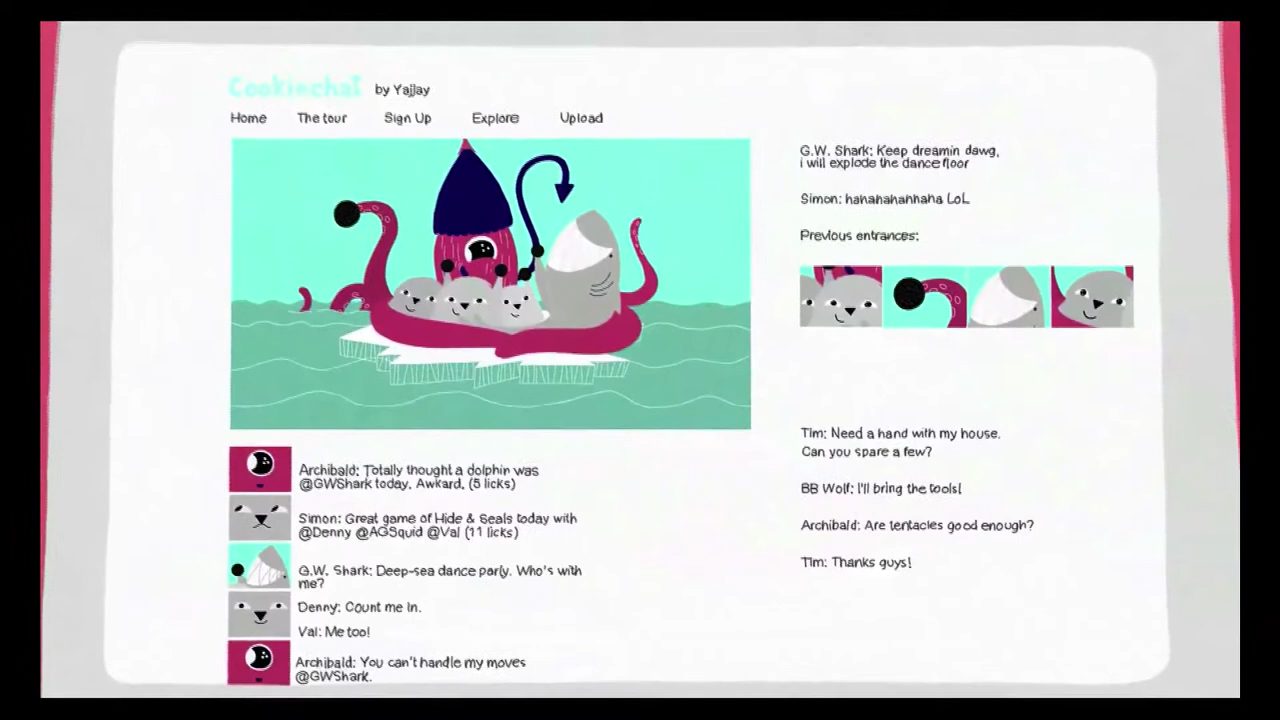 Cookiechat by Yajjay
Home The tour Sign Up Explore Upload
Archibald: Totally thought a dolphin was
@GWShark today. Awkard. (5 licks)
Simon: Great game of Hide & Seals today with
@Denny @AGSquid @Val (11 licks)
G.W. Shark: Deep-sea dance party. Who's with
me?
Denny: Count me in.
Val: Me too!
Archibald: You can't handle my moves
@GWShark.
G.W. Shark: Keep dreamin dawg,
i will explode the dancefloor
Simon: hahahahahhaha LoL
Previous entrances:
Tim: Need a hand with my house.
Can you spare a few?
BB Wolf: I'll bring the tools!
Archibald: Are tentacles good enough?
Tim: Thanks guys!